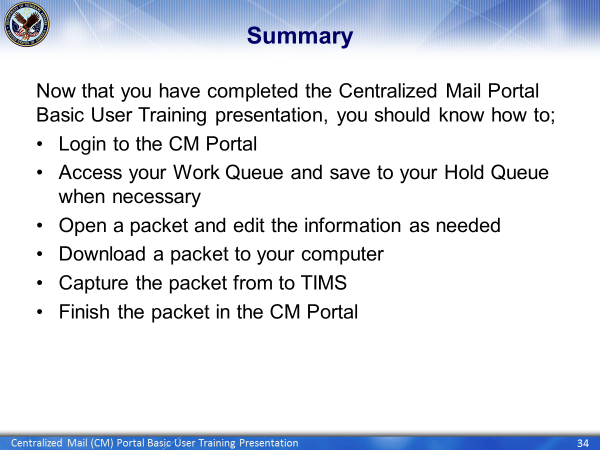 Summary
Now that you have completed the Centralized Mail Portal
Basic User Training presentation, you should know how to;
• Login to the CM Portal
• Access your Work Queue and save to your Hold Queue
when necessary
• Open a packet and edit the information as needed
• Download a packet to your computer
• Capture the packet from to TIMS
• Finish the packet in the CM Portal
Centralized Mail (CM) Portal Basic User Training Presentation
34